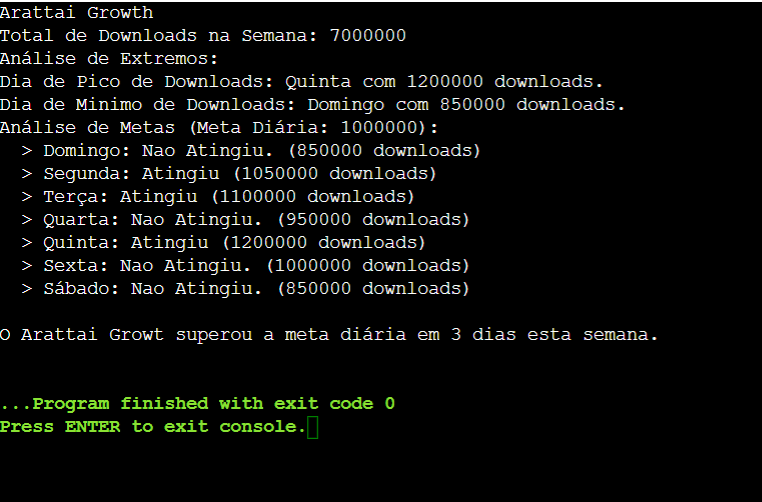 Arattai Growth
Total de Downloads na Semana: 7000000
Análise de Extremos:
Dia de Pico de Downloads: Quinta com 1200000 downloads.
Dia de Minimo de Downloads: Domingo com 850000 downloads.
Análise de Metas (Meta Diária: 1000000):
  > Domingo: Nao Atingiu. (850000 downloads)
  > Segunda: Atingiu (1050000 downloads)
  > Terça: Atingiu (1100000 downloads)
  > Quarta: Nao Atingiu. (950000 downloads)
  > Quinta: Atingiu (1200000 downloads)
  > Sexta: Nao Atingiu. (1000000 downloads)
  > Sábado: Nao Atingiu. (850000 downloads)
O Arattai Growt superou a meta diária em 3 dias esta semana.
...Program finished with exit code 0
Press ENTER to exit console.